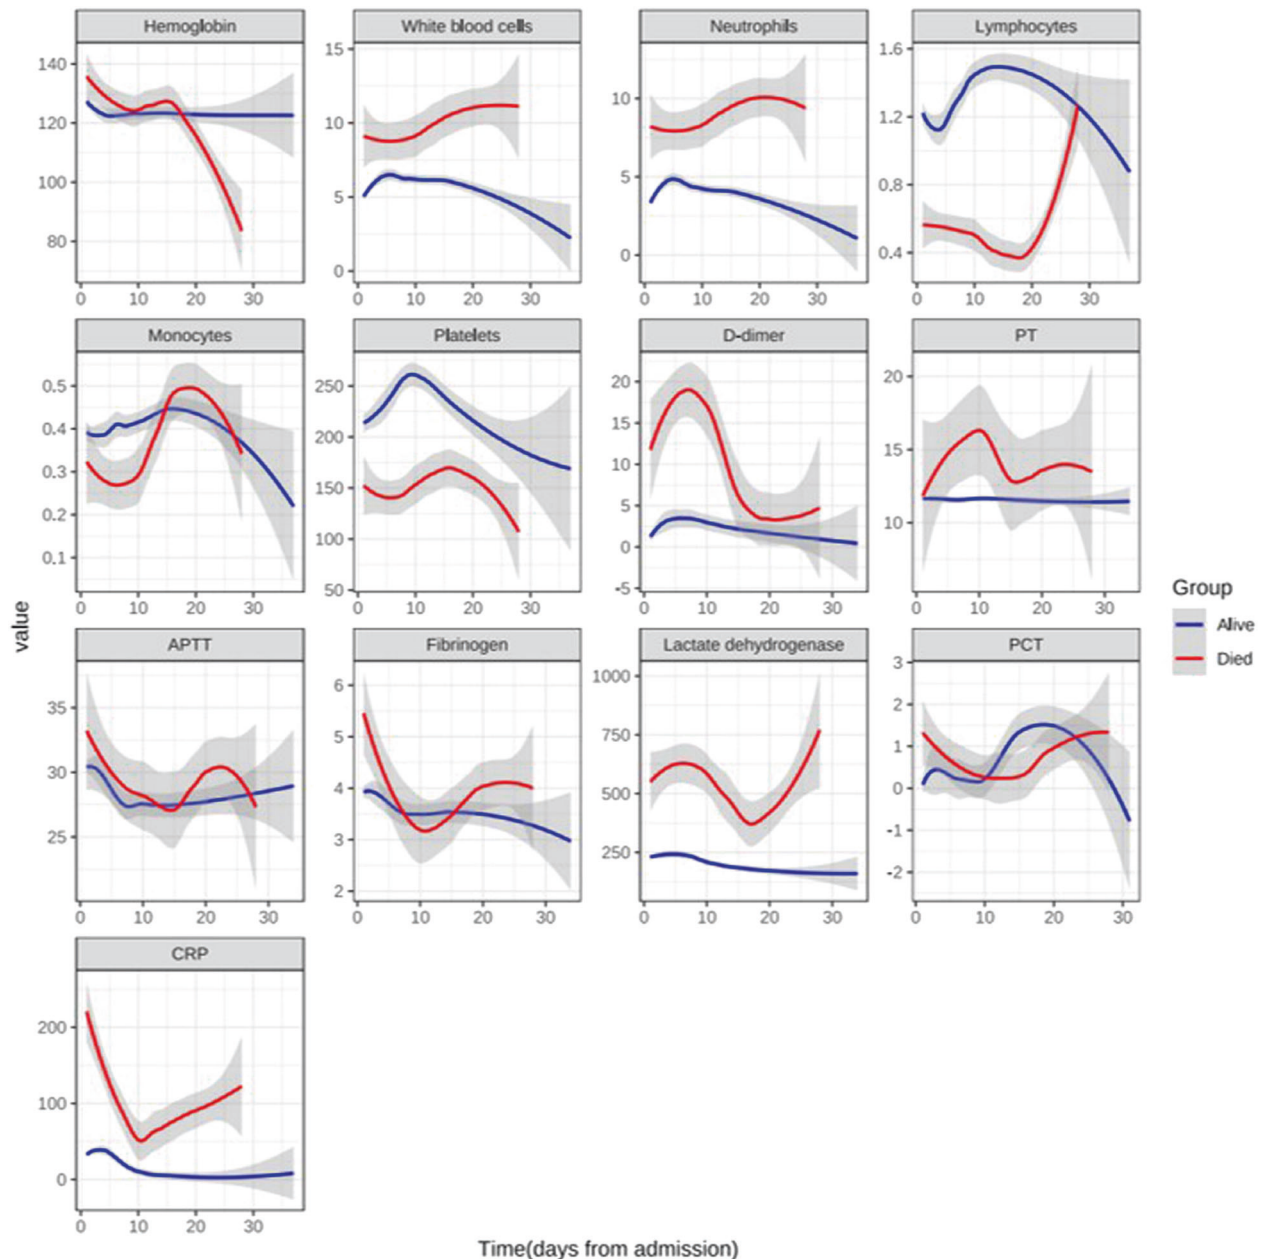 Hemoglobin White blood cells Neutrophils Lymphocytes
140 15 10 1.6
120 10 5 1.2
100 5 0 0.8
80 0 0.4
0 10 20 30 0 10 20 30 0 10 20 30 0 10 20 30
Monocytes Platelets D-dimer PT
0.5 250 20 20
0.4 200 15 15
0.3 150 10 10
0.2 100 5
0.1 50 0
-5
0 10 20 30 0 10 20 30 0 10 20 30 0 10 20 30
value
Group
Alive
Died
APTT Fibrinogen Lactate dehydrogenase PCT
35 6 1000 3
30 5 750 2
25 4 500 1
3 250 0
2 -1
-2
0 10 20 30 0 10 20 30 0 10 20 30 0 10 20 30
CRP
200
100
0
0 10 20 30
Time(days from admission)